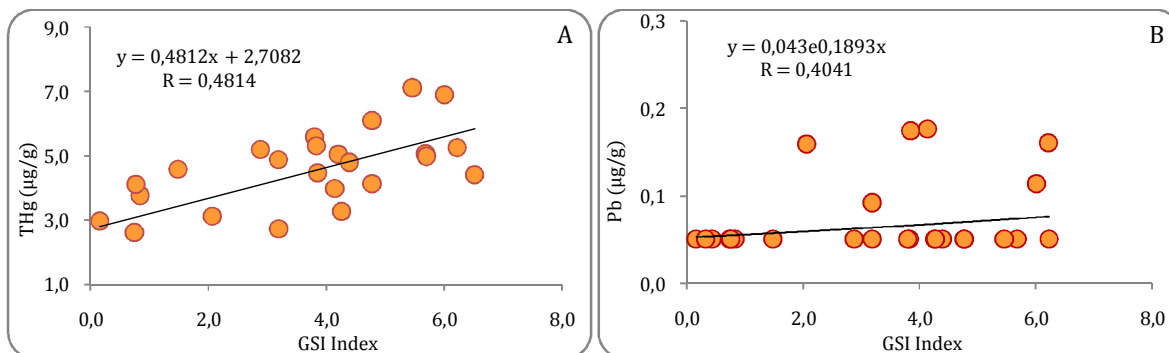 A
y = 0,4812x + 2,7082
R = 0,4814
THg (µg/g)
9,0
7,0
5,0
3,0
1,0
0,0 2,0 4,0 6,0 8,0
GSI Index
B
y = 0,043e0,1893x
R = 0,4041
Pb (µg/g)
0,3
0,2
0,1
0,0
0,0 2,0 4,0 6,0 8,0
GSI Index